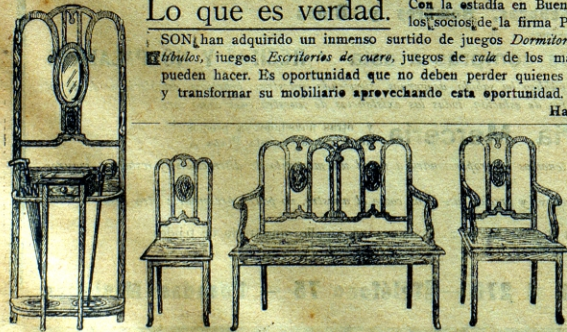 Lo que es verdad.
Con la estadía en Buen
los socios de la firma P
SON, han adquirido un inmenso surtido de juegos Dormitor
tíbulos, juegos Escritorios de cuero, juegos de sala de los ma
pueden hacer. Es oportunidad que no deben perder quienes
y transformar su mobiliario aprovechando esta oportunidad.
Ha